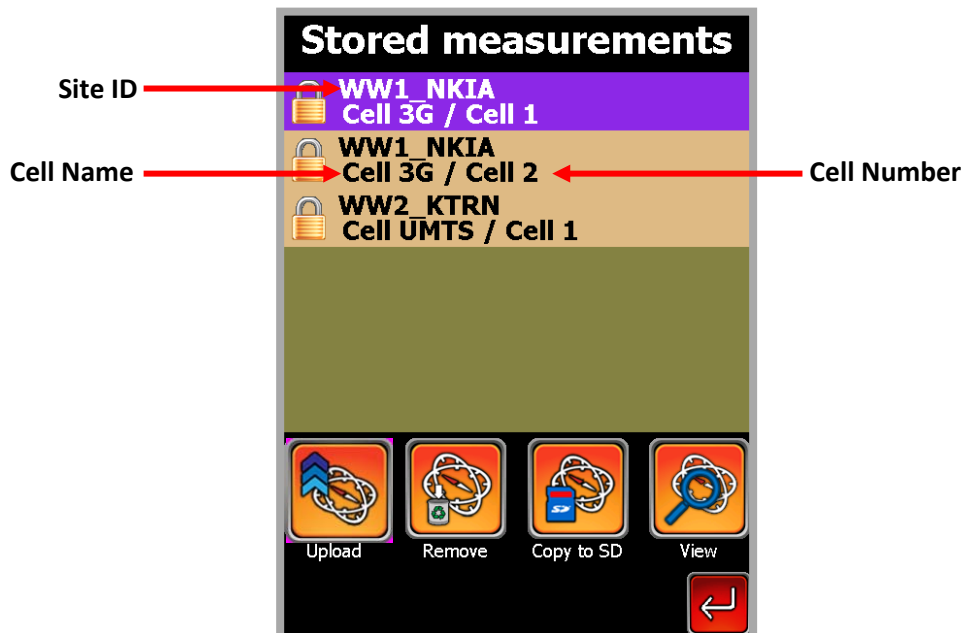 Stored measurements
Site ID
WW1_NKIA
Cell 3G / Cell 1
WW1_NKIA
Cell Name
Cell 3G / Cell 2
Cell Number
WW2_KTRN
Cell UMTS / Cell 1
Upload
Remove
Copy to SD
View